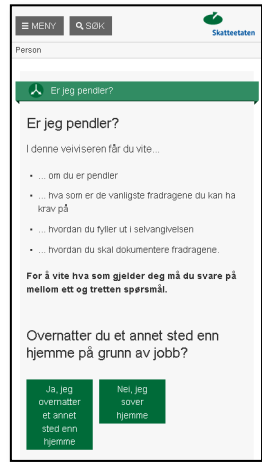 MENY
SØK
Skatteetaten
Person
Er jeg pendler?
Er jeg pendler?
I denne veiviseren får du vite...
... om du er pendler
... hva som er de vanligste fradragene du kan ha
krav på
... hvordan du fyller ut i selvangivelsen
... hvordan du skal dokumentere fradragene.
For å vite hva som gjelder deg må du svare på
mellom ett og tretten spørsmål.
Overnatter du et annet sted enn
hjemme på grunn av jobb?
Ja, jeg
overnatter
et annet
sted enn
hjemme
Nei, jeg
sover
hjemme